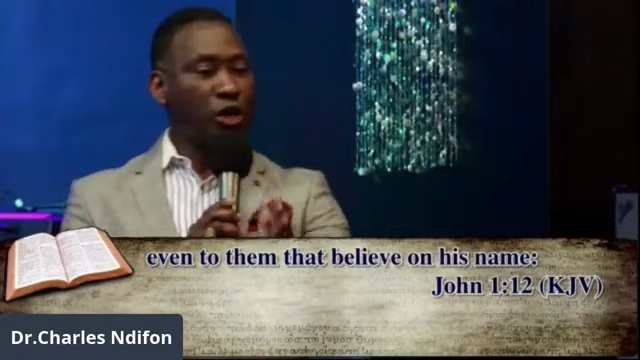 even to them that believe on his name:
John 1:12 (KJV)
Dr.Charles Ndifon